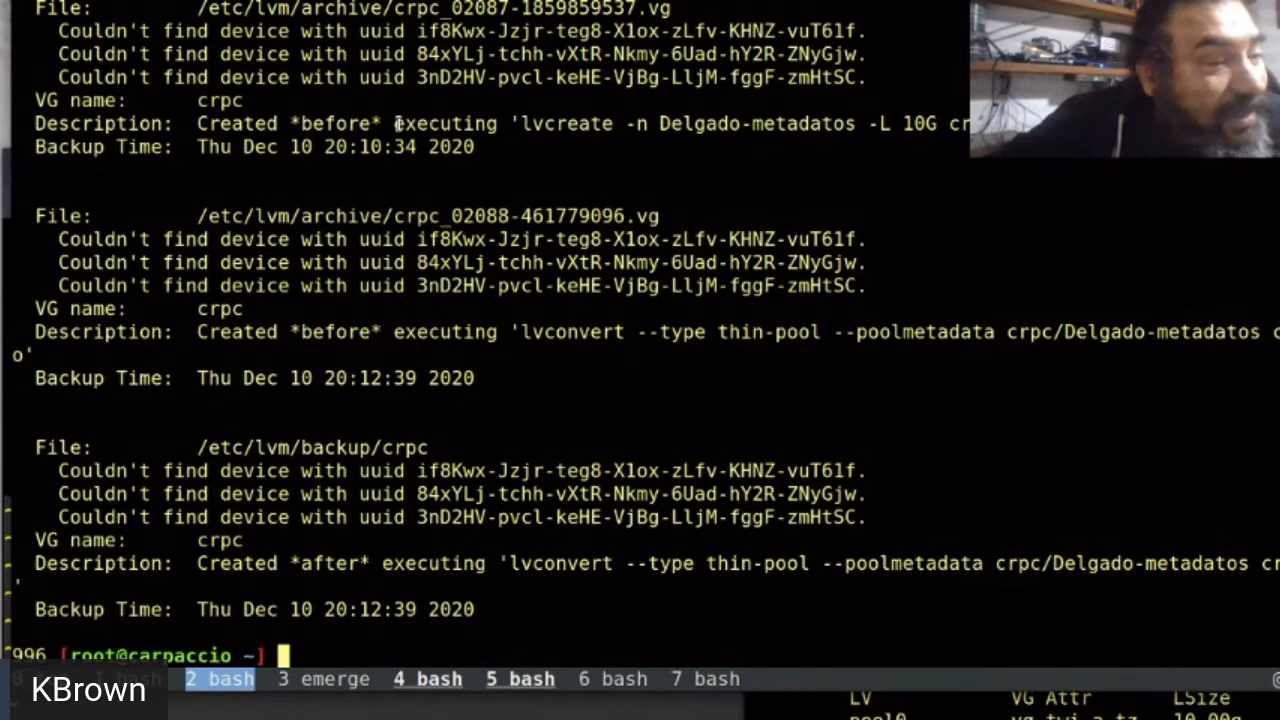 File:         /etc/lvm/archive/crpc_02087-1859859537.vg
Couldn't find device with uuid if8Kwx-Jzjr-teg8-X1ox-zLfv-KHNZ-vuT61f.
Couldn't find device with uuid 84xYLj-tchh-vXtR-Nkmy-6Uad-hY2R-ZNyGjw.
Couldn't find device with uuid 3nD2HV-pvcl-keHE-VjBg-LljM-fggF-zmHtSC.
VG name:      crpc
Description:  Created *before* executing 'lvcreate -n Delgado-metadatos -L 10G cr
Backup Time:  Thu Dec 10 20:10:34 2020
File:         /etc/lvm/archive/crpc_02088-461779096.vg
Couldn't find device with uuid if8Kwx-Jzjr-teg8-X1ox-zLfv-KHNZ-vuT61f.
Couldn't find device with uuid 84xYLj-tchh-vXtR-Nkmy-6Uad-hY2R-ZNyGjw.
Couldn't find device with uuid 3nD2HV-pvcl-keHE-VjBg-LljM-fggF-zmHtSC.
VG name:      crpc
Description:  Created *before* executing 'lvconvert --type thin-pool --poolmetadata crpc/Delgado-metadatos c
o'
Backup Time:  Thu Dec 10 20:12:39 2020
File:         /etc/lvm/backup/crpc
Couldn't find device with uuid if8Kwx-Jzjr-teg8-X1ox-zLfv-KHNZ-vuT61f.
Couldn't find device with uuid 84xYLj-tchh-vXtR-Nkmy-6Uad-hY2R-ZNyGjw.
Couldn't find device with uuid 3nD2HV-pvcl-keHE-VjBg-LljM-fggF-zmHtSC.
VG name:      crpc
Description:  Created *after* executing 'lvconvert --type thin-pool --poolmetadata crpc/Delgado-metadatos cr
'
Backup Time:  Thu Dec 10 20:12:39 2020
996 [root@carpaccio ~]
1 bash 2 bash 3 emerge 4 bash 5 bash 6 bash 7 bash
KBrown
LV VG Attr LSize